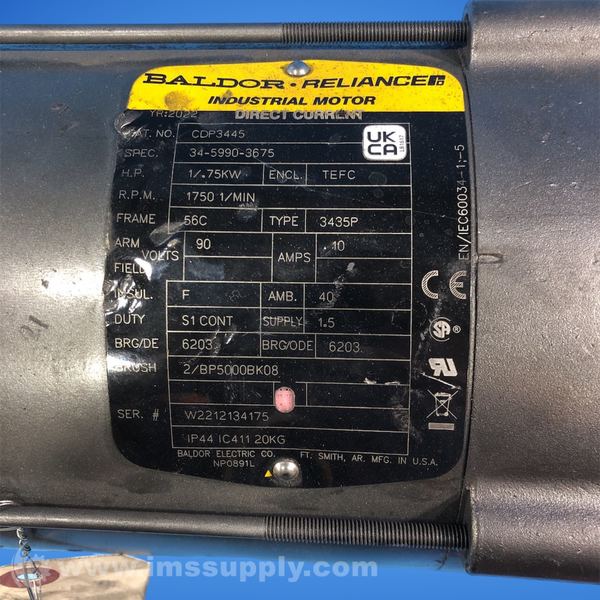 BALDOR • RELIANCE
INDUSTRIAL MOTOR
YR:2022 DIRECT CURRENT
CAT. NO. CDP3445
UK CA
SPEC. 34-5990-3675
H.P. 1/.75KW ENCL. TEFC
R.P.M. 1750 1/MIN
FRAME 56C TYPE 3435P
ARM VOLTS 90 AMPS .10
FIELD
INSUL. F AMB. 40
DUTY S1 CONT SUPPLY 1.5
BRG/DE 6203 BRG/ODE 6203
BRUSH 2/BP5000BK08
SER. # W2212134175
IP44 IC411 20KG
BALDOR ELECTRIC CO. FT. SMITH, AR. MFG. IN U.S.A.
NP0891L
EN/IEC60034-1;-5
CE
SP ®
www.imssupply.com